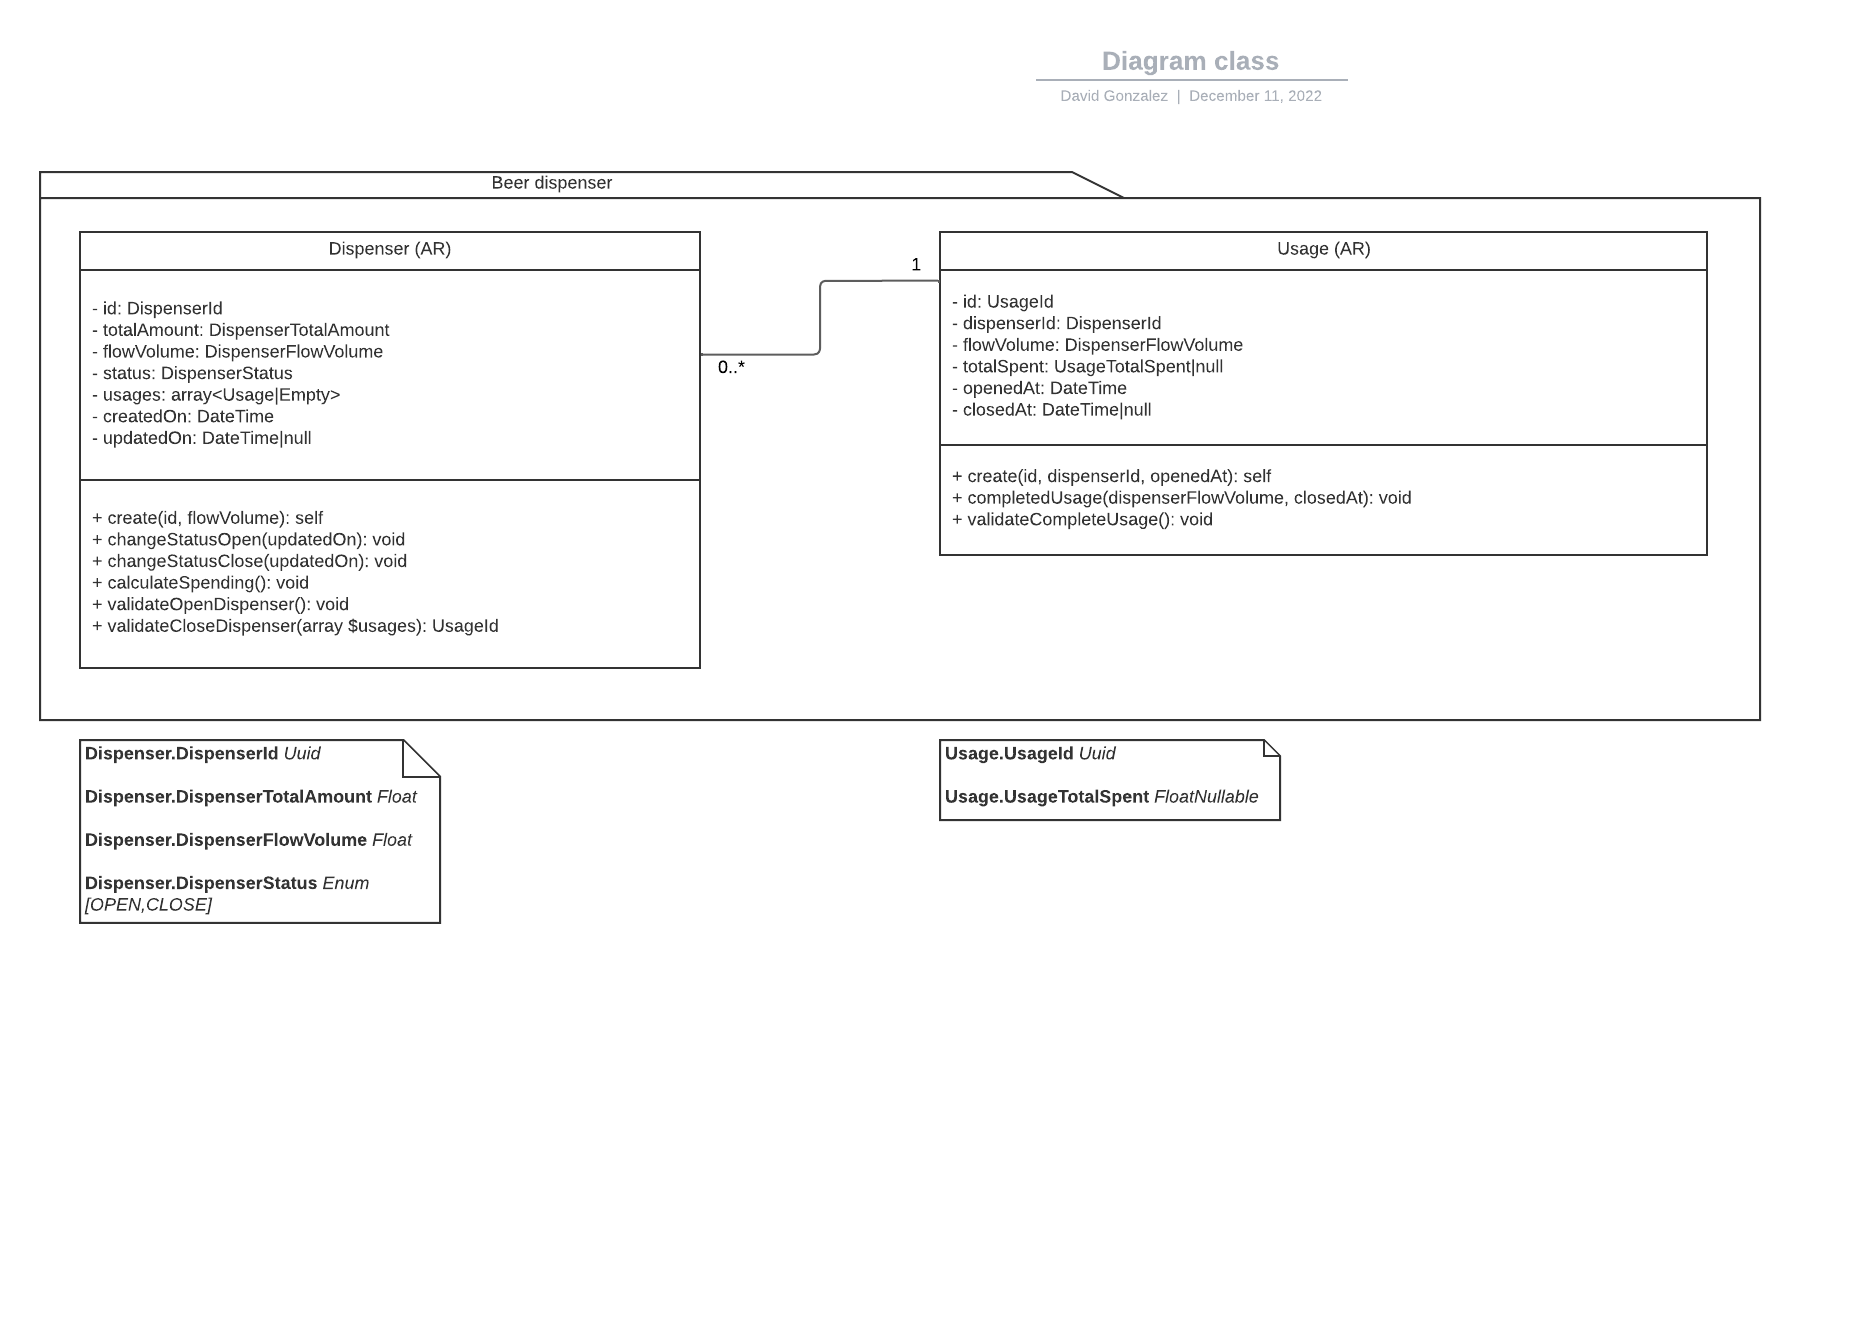 Diagram class
David Gonzalez | December 11, 2022
Beer dispenser
Dispenser (AR)
- id: DispenserId
- totalAmount: DispenserTotalAmount
- flowVolume: DispenserFlowVolume
- status: DispenserStatus
- usages: array<Usage|Empty>
- createdOn: DateTime
- updatedOn: DateTime|null
+ create(id, flowVolume): self
+ changeStatusOpen(updatedOn): void
+ changeStatusClose(updatedOn): void
+ calculateSpending(): void
+ validateOpenDispenser(): void
+ validateCloseDispenser(array $usages): UsageId
0..*
1
Usage (AR)
- id: UsageId
- dispenserId: DispenserId
- flowVolume: DispenserFlowVolume
- totalSpent: UsageTotalSpent|null
- openedAt: DateTime
- closedAt: DateTime|null
+ create(id, dispenserId, openedAt): self
+ completedUsage(dispenserFlowVolume, closedAt): void
+ validateCompleteUsage(): void
Dispenser.DispenserId Uuid
Dispenser.DispenserTotalAmount Float
Dispenser.DispenserFlowVolume Float
Dispenser.DispenserStatus Enum
[OPEN,CLOSE]
Usage.UsageId Uuid
Usage.UsageTotalSpent FloatNullable